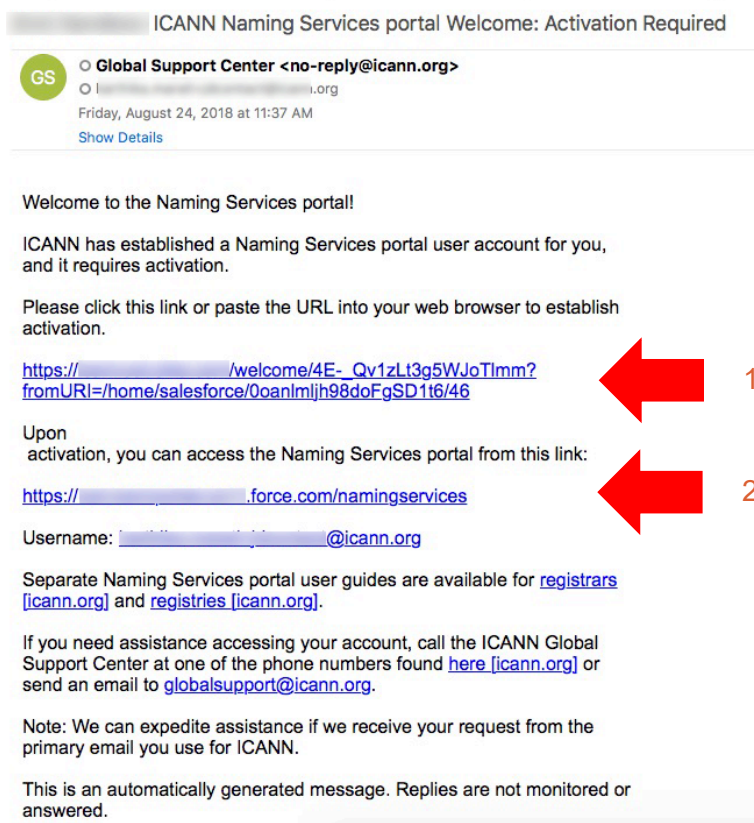 ICANN Naming Services portal Welcome: Activation Required
GS
Global Support Center <no-reply@icann.org>
.org
Friday, August 24, 2018 at 11:37 AM
Show Details
Welcome to the Naming Services portal!
ICANN has established a Naming Services portal user account for you,
and it requires activation.
Please click this link or paste the URL into your web browser to establish
activation.
https:// /welcome/4E-_Qv1zLt3g5WJoTlmm?
fromURI=/home/salesforce/0oanlmljh98doFgSD1t6/46
1
Upon
activation, you can access the Naming Services portal from this link:
https:// .force.com/namingservices
2
Username: @icann.org
Separate Naming Services portal user guides are available for registrars
[icann.org] and registries [icann.org].
If you need assistance accessing your account, call the ICANN Global
Support Center at one of the phone numbers found here [icann.org] or
send an email to globalsupport@icann.org.
Note: We can expedite assistance if we receive your request from the
primary email you use for ICANN.
This is an automatically generated message. Replies are not monitored or
answered.